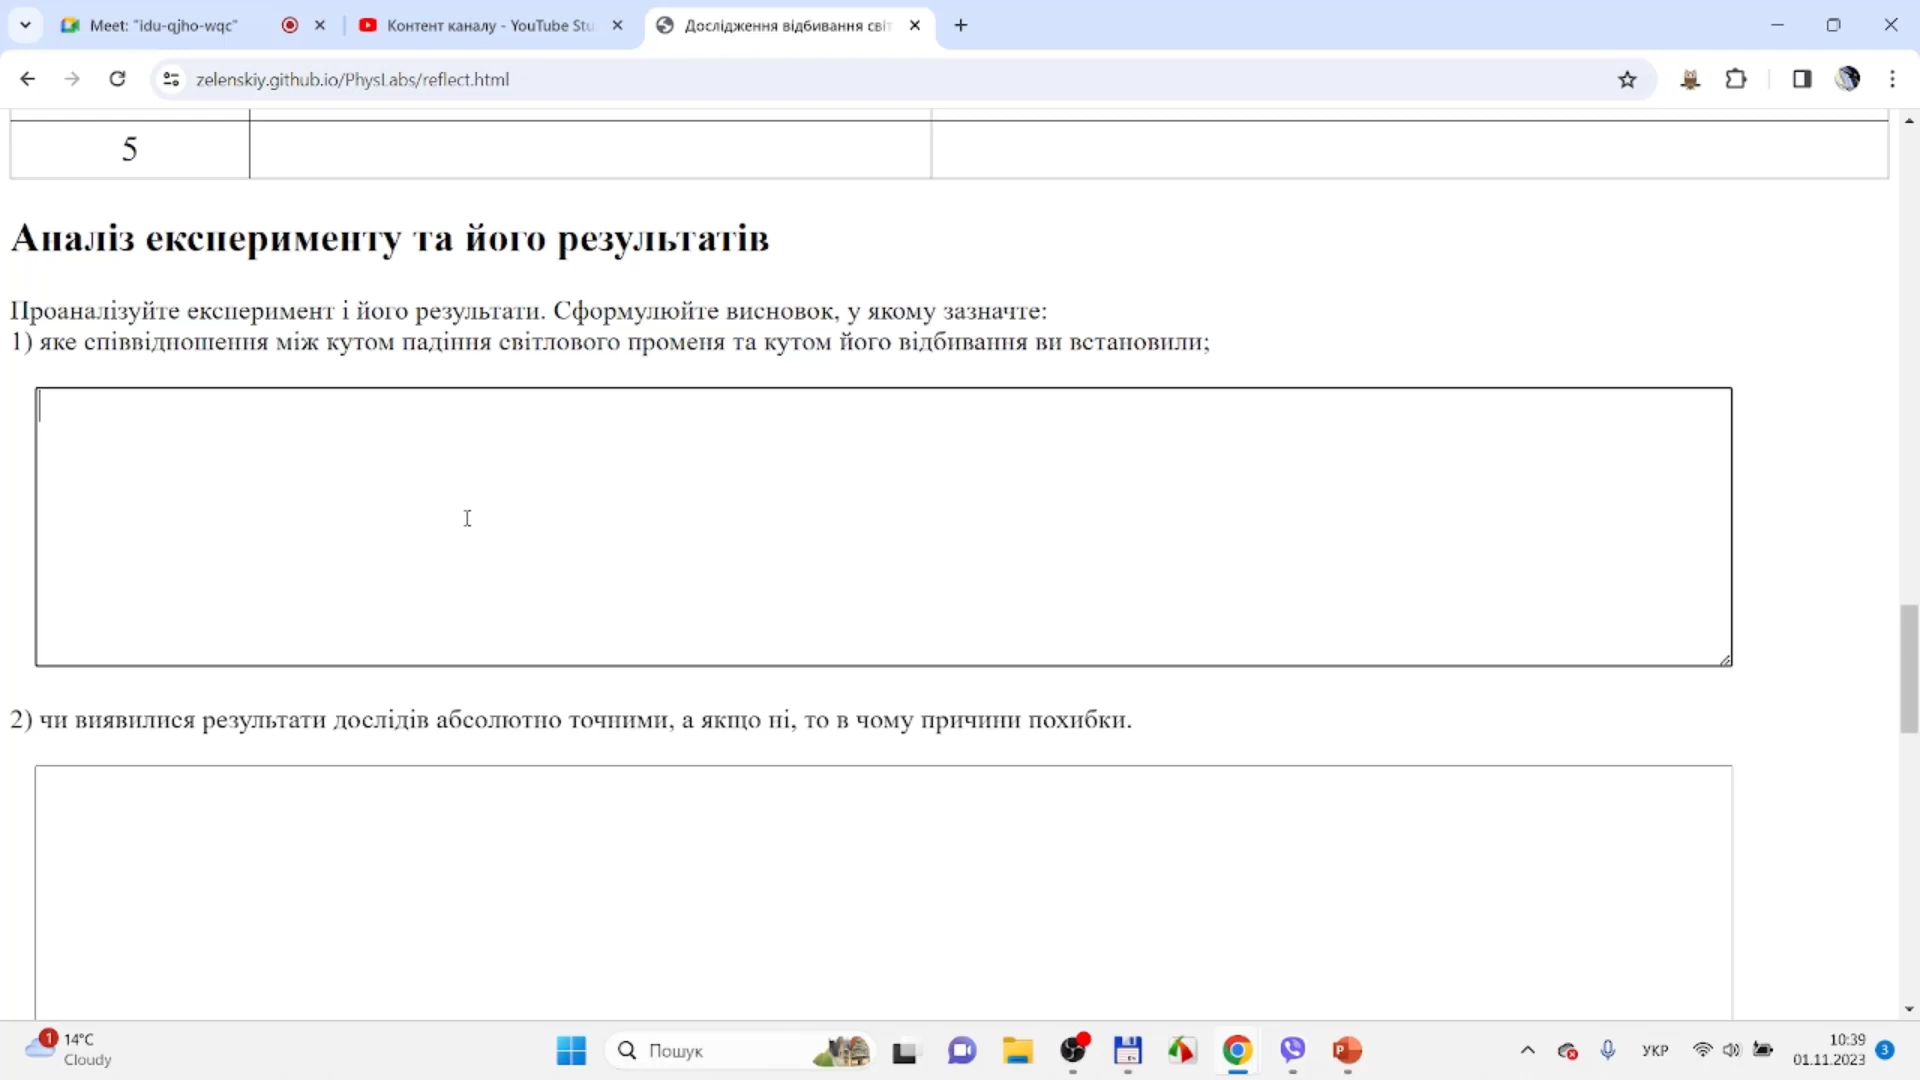 Meet: "idu-qjho-wqc"
Контент каналу - YouTube Stu
Дослідження відбивання світ
zelenskiy.github.io/PhysLabs/reflect.html
5
Аналіз експерименту та його результатів
Проаналізуйте експеримент і його результати. Сформулюйте висновок, у якому зазначте:
1) яке співвідношення між кутом падіння світлового променя та кутом його відбивання ви встановили;
2) чи виявилися результати дослідів абсолютно точними, а якщо ні, то в чому причини похибки.
1
14°C
Cloudy
Пошук
УКР
10:39
01.11.2023
3